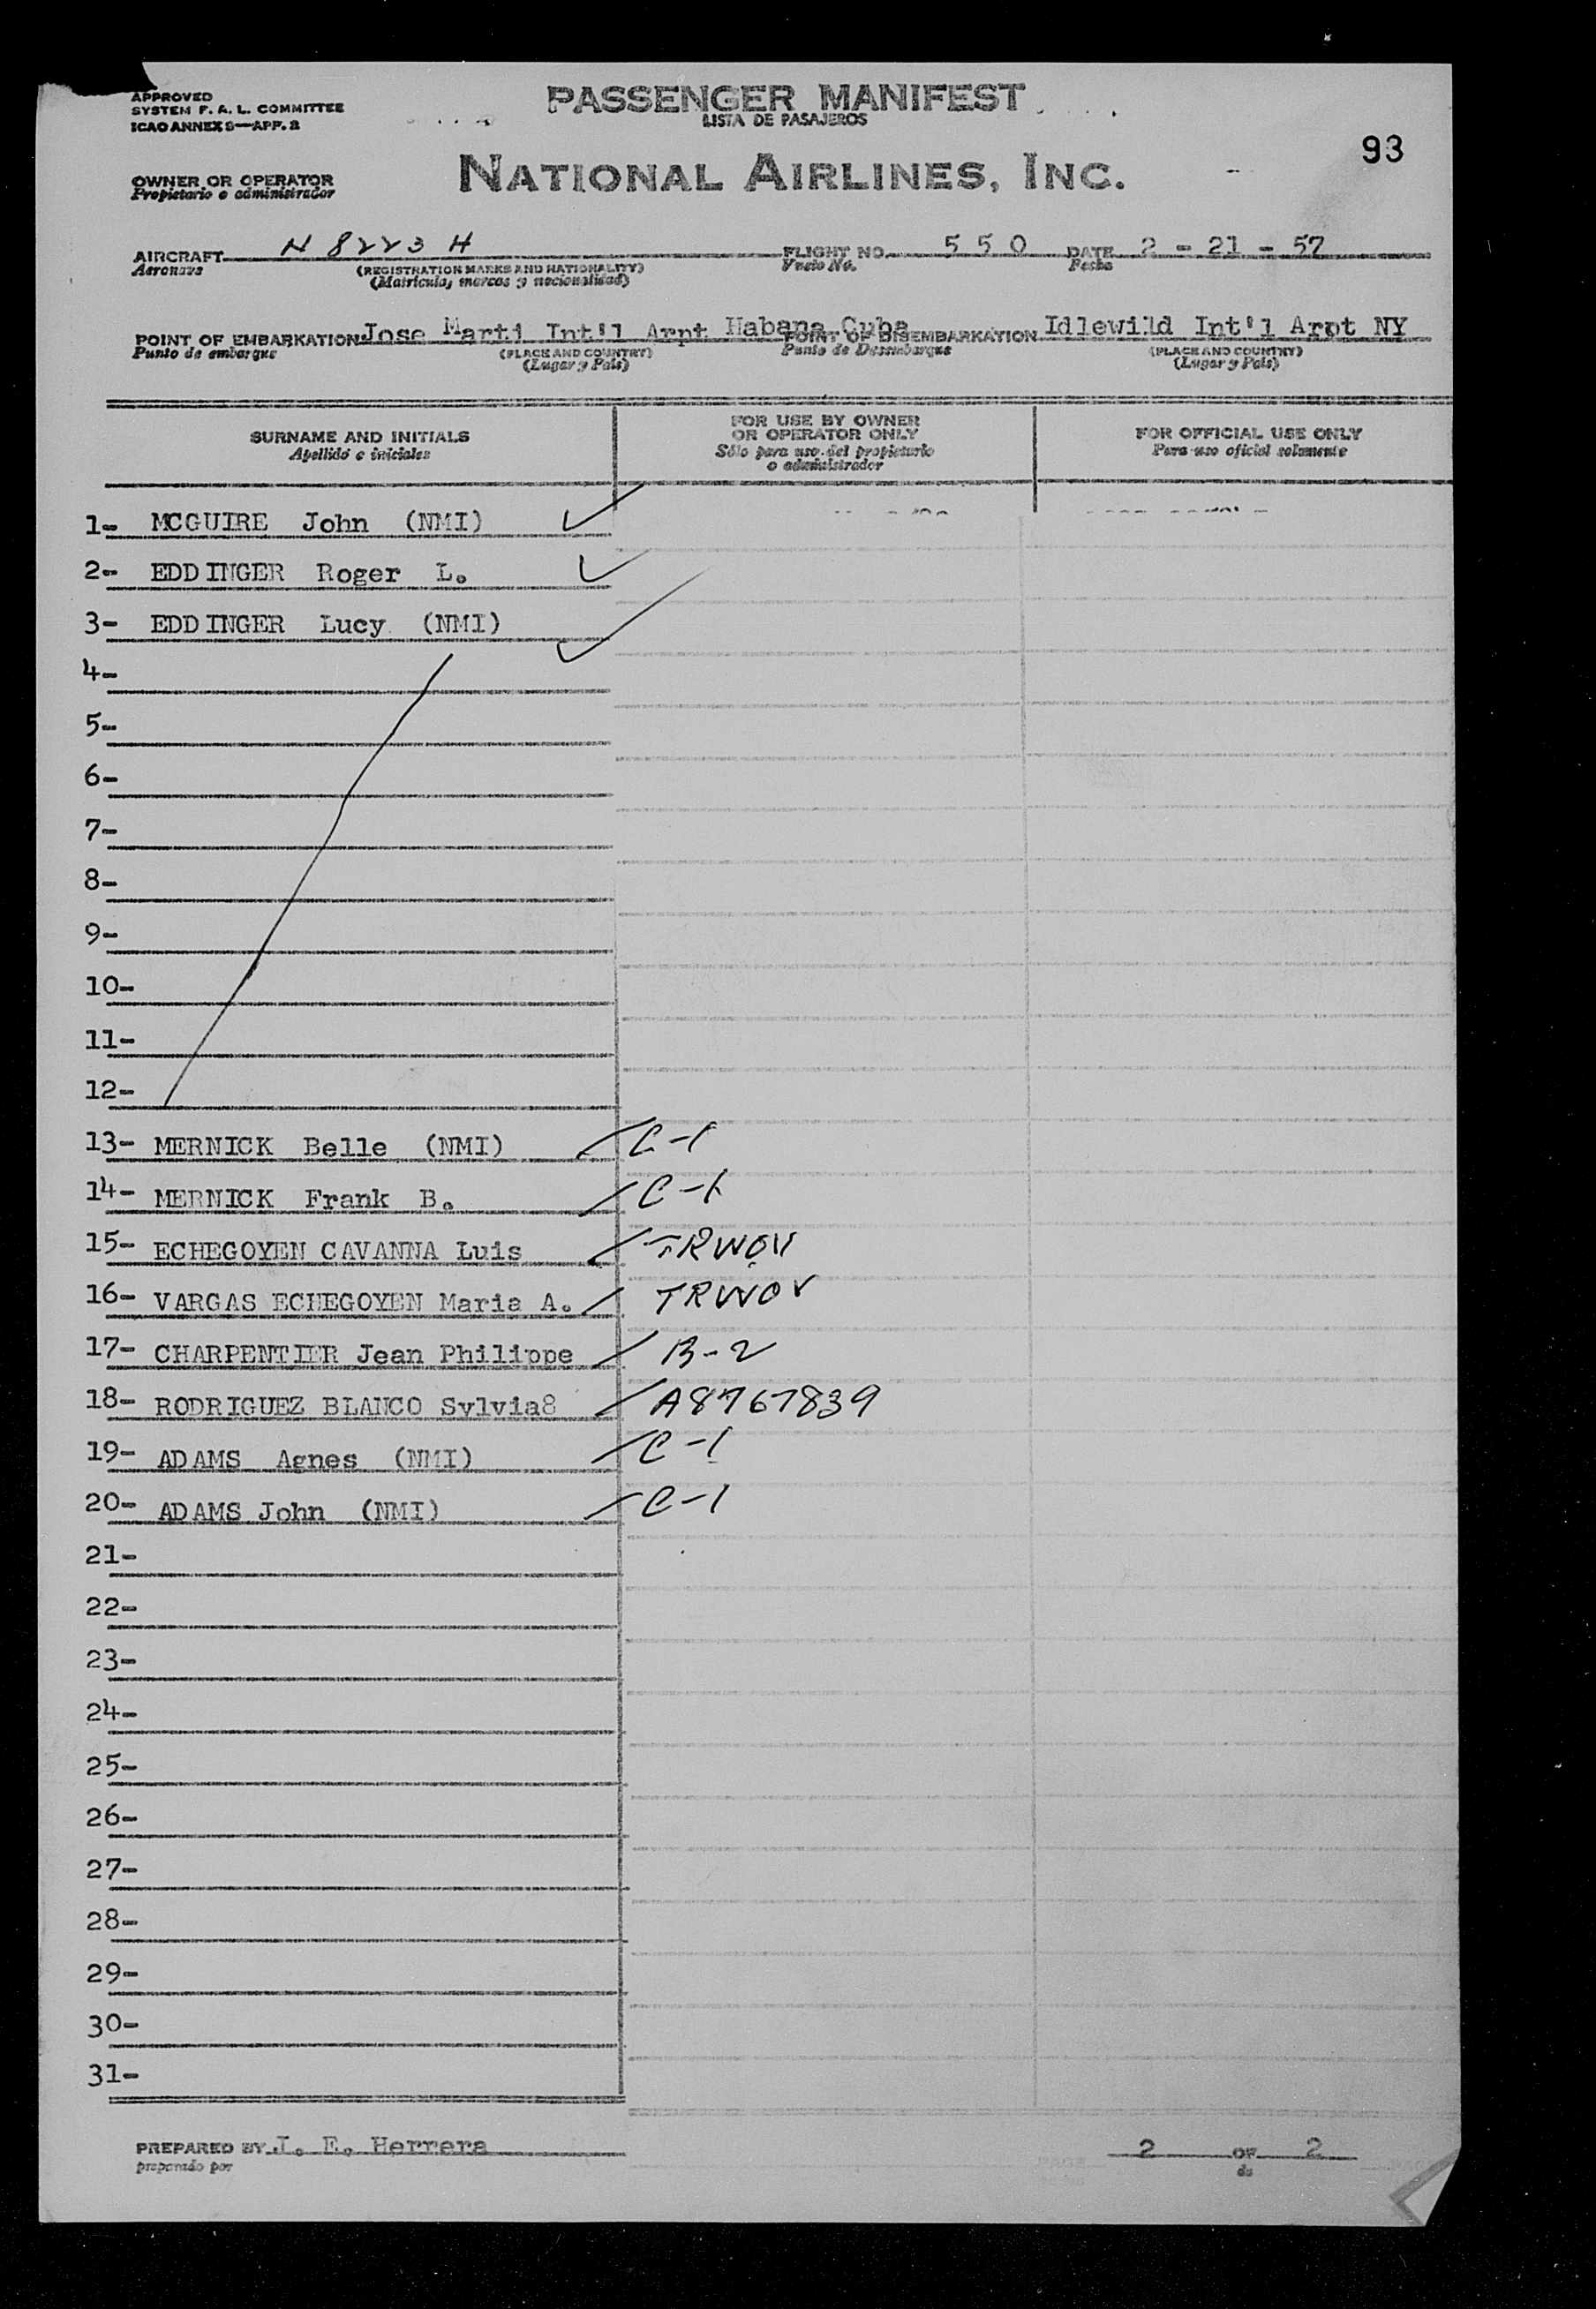 APPROVED
SYSTEM F. A. L. COMMITTEE
ICAO ANNEX 9—APP. 2
PASSENGER MANIFEST
LISTA DE PASAJEROS
93
OWNER OR OPERATOR
Propietario o administrador
NATIONAL AIRLINES, INC.
AIRCRAFT N 8223 H FLIGHT NO. 5 5 0 DATE 2 - 21 - 57
Aeronave (REGISTRATION MARKS AND NATIONALITY) Vuelo No. Fecha
(Matricula, marcas y nacionalidad)
POINT OF EMBARKATION Jose Marti Int'l Arpt Habana Cuba POINT OF DISEMBARKATION Idlewild Int'l Arpt NY
Punto de embarque (PLACE AND COUNTRY) Punto de Desembarque (PLACE AND COUNTRY)
(Lugar y Pais) (Lugar y Pais)
SURNAME AND INITIALS
Apellido e iniciales
FOR USE BY OWNER
OR OPERATOR ONLY
Sólo para uso del propietario
o administrador
FOR OFFICIAL USE ONLY
Para uso oficial solamente
1- MCGUIRE John (NMI)
2- EDDINGER Roger L.
3- EDDINGER Lucy (NMI)
4-
5-
6-
7-
8-
9-
10-
11-
12-
13- MERNICK Belle (NMI) C-1
14- MERNICK Frank B. C-1
15- ECHEGOYEN CAVANNA Luis TRWOV
16- VARGAS ECHEGOYEN Maria A. TRWOV
17- CHARPENTIER Jean Philippe B-2
18- RODRIGUEZ BLANCO Sylvia8 A8767839
19- ADAMS Agnes (NMI) C-1
20- ADAMS John (NMI) C-1
21-
22-
23-
24-
25-
26-
27-
28-
29-
30-
31-
PREPARED BY J. E. Herrera 2 OF 2
preparado por de